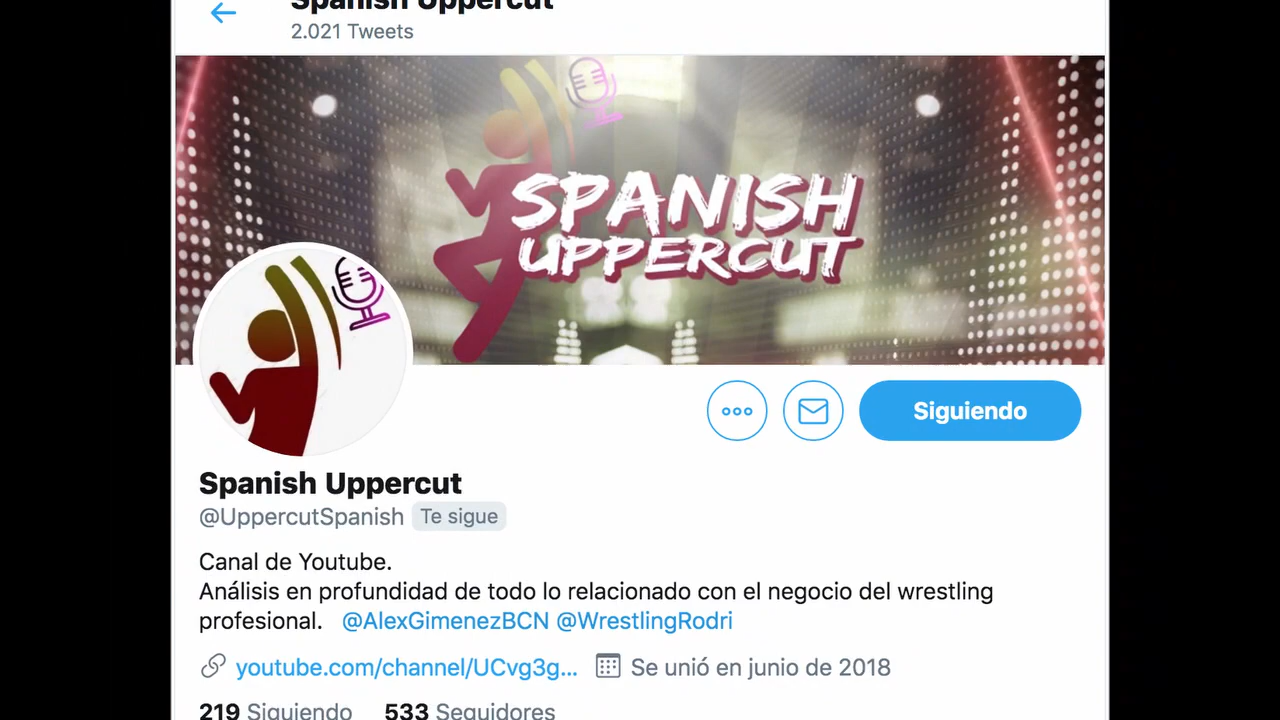 Spanish Uppercut
2.021 Tweets
SPANISH
UPPERCUT
Siguiendo
Spanish Uppercut
@UppercutSpanish Te sigue
Canal de Youtube.
Análisis en profundidad de todo lo relacionado con el negocio del wrestling
profesional. @AlexGimenezBCN @WrestlingRodri
youtube.com/channel/UCvg3g... Se unió en junio de 2018
219 Siguiendo 533 Seguidores